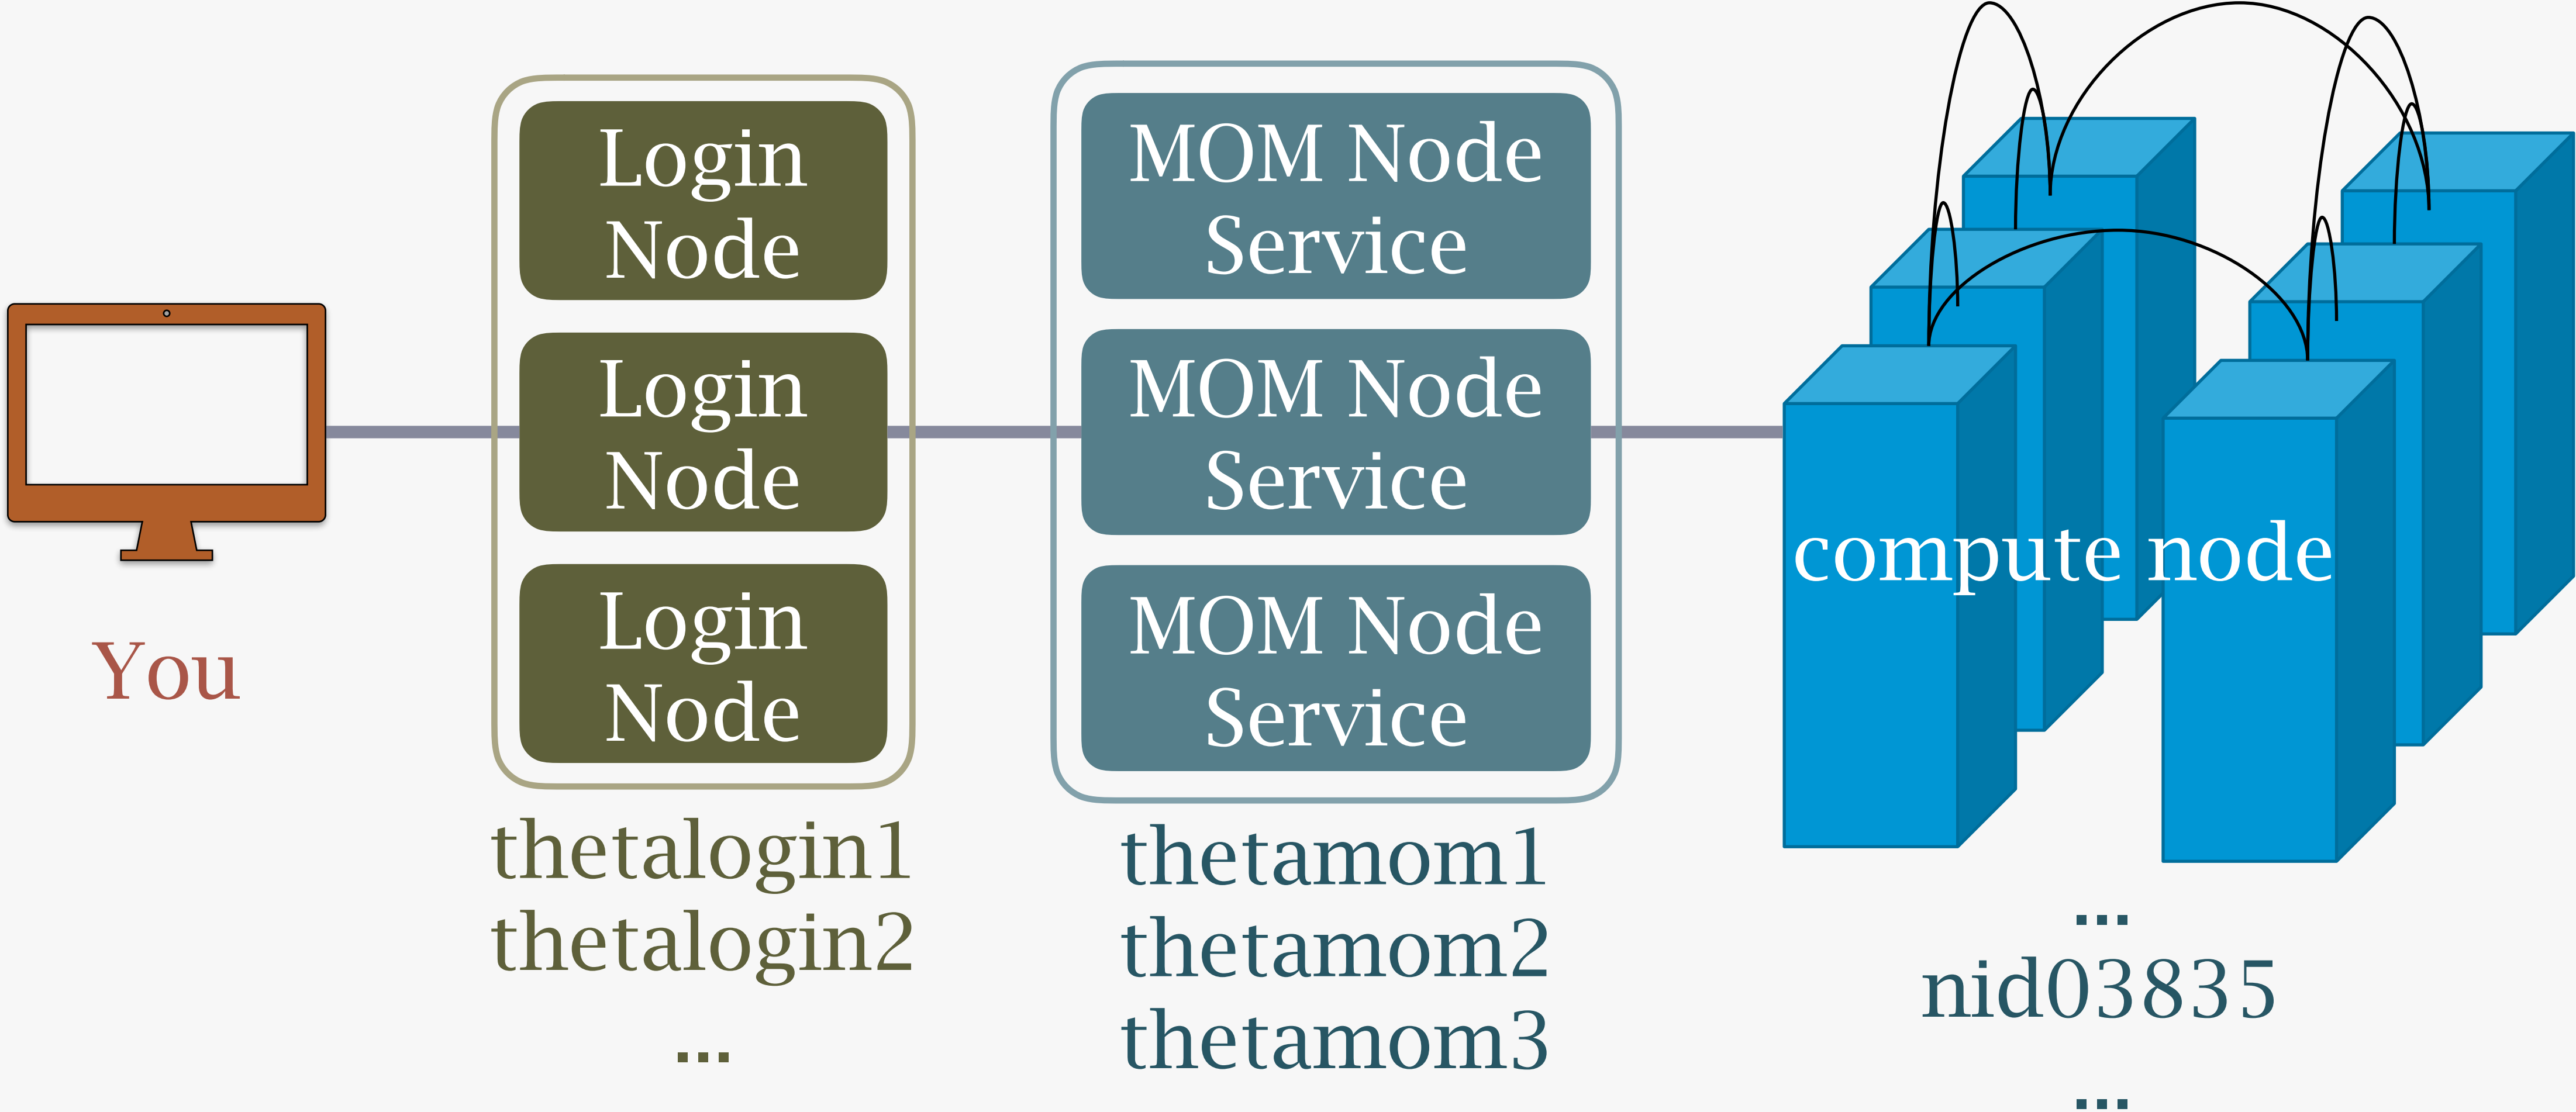 You
Login
Node
Login
Node
Login
Node
thetalogin1
thetalogin2
...
MOM Node
Service
MOM Node
Service
MOM Node
Service
thetamom1
thetamom2
thetamom3
compute node
...
nid03835
...